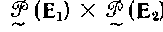 𝒫̰ (E₁) × 𝒫̰ (E₂)